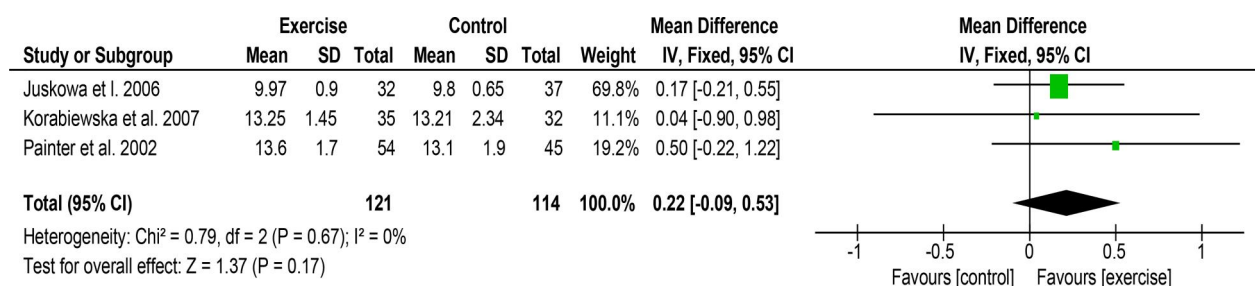 Exercise Control Mean Difference Mean Difference
Study or Subgroup Mean SD Total Mean SD Total Weight IV, Fixed, 95% CI IV, Fixed, 95% CI
Juskowa et l. 2006 9.97 0.9 32 9.8 0.65 37 69.8% 0.17 [-0.21, 0.55]
Korabiewska et al. 2007 13.25 1.45 35 13.21 2.34 32 11.1% 0.04 [-0.90, 0.98]
Painter et al. 2002 13.6 1.7 54 13.1 1.9 45 19.2% 0.50 [-0.22, 1.22]
Total (95% CI) 121 114 100.0% 0.22 [-0.09, 0.53]
Heterogeneity: Chi² = 0.79, df = 2 (P = 0.67); I² = 0%
Test for overall effect: Z = 1.37 (P = 0.17)
-1 -0.5 0 0.5 1
Favours [control] Favours [exercise]